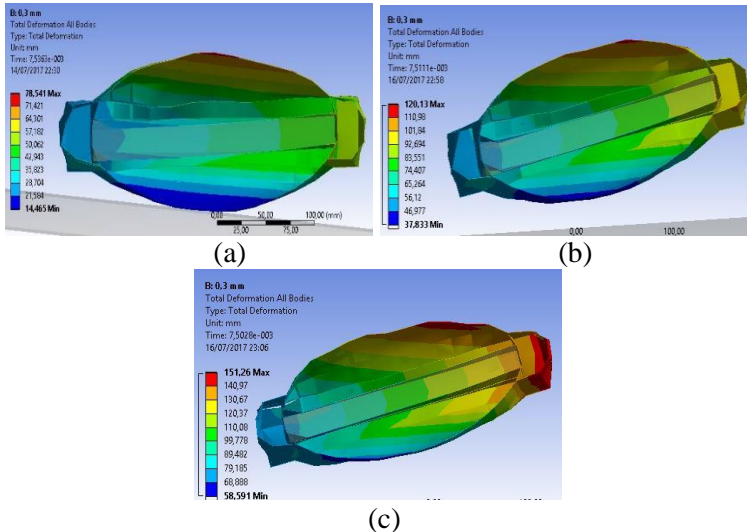 B: 0,3 mm
Total Deformation All Bodies
Type: Total Deformation
Unit: mm
Time: 7,5363e-003
14/07/2017 22:30
78,541 Max
71,421
64,301
57,182
50,062
42,943
35,823
28,704
21,584
14,465 Min
0,00 50,00 100,00 (mm)
25,00 75,00
(a)
B: 0,3 mm
Total Deformation All Bodies
Type: Total Deformation
Unit: mm
Time: 7,5111e-003
16/07/2017 22:58
120,13 Max
110,98
101,84
92,694
83,551
74,407
65,264
56,12
46,977
37,833 Min
0,00 100,00
(b)
B: 0,3 mm
Total Deformation All Bodies
Type: Total Deformation
Unit: mm
Time: 7,5028e-003
16/07/2017 23:06
151,26 Max
140,97
130,67
120,37
110,08
99,778
89,482
79,185
68,888
58,591 Min
(c)